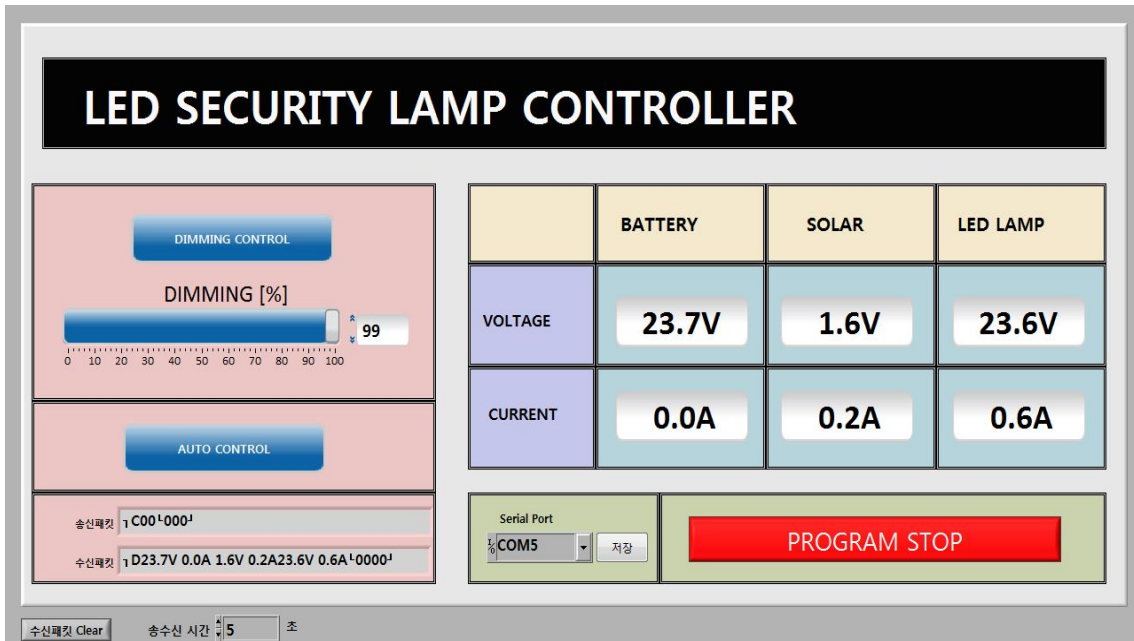 LED SECURITY LAMP CONTROLLER
DIMMING CONTROL
DIMMING [%]
99
0 10 20 30 40 50 60 70 80 90 100
AUTO CONTROL
송신패킷 ┐C00└000┘
수신패킷 ┐D23.7V 0.0A 1.6V 0.2A23.6V 0.6A└0000┘
BATTERY SOLAR LED LAMP
VOLTAGE 23.7V 1.6V 23.6V
CURRENT 0.0A 0.2A 0.6A
Serial Port
I/O COM5 저장
PROGRAM STOP
수신패킷 Clear 송수신 시간 5 초